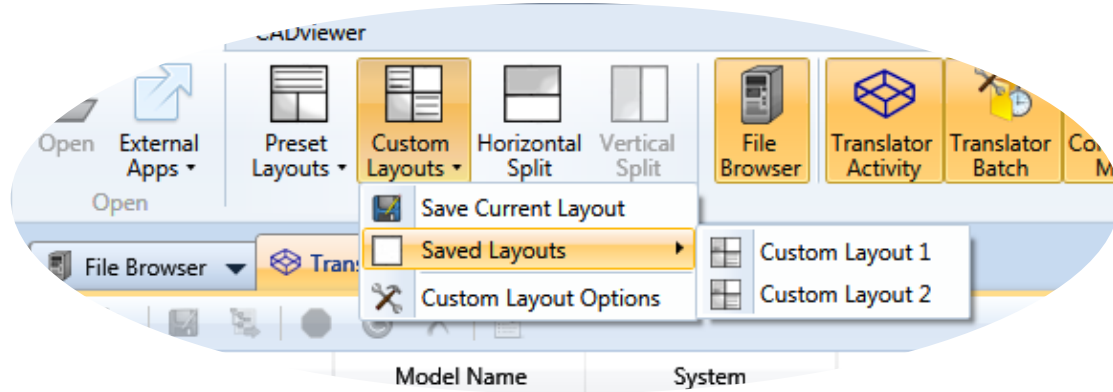 CADviewer
Open
External
Apps
Preset
Layouts
Custom
Layouts
Horizontal
Split
Vertical
Split
File
Browser
Translator
Activity
Translator
Batch
Open
Save Current Layout
Saved Layouts
Custom Layout 1
Custom Layout 2
Custom Layout Options
File Browser
Trans
Model Name
System